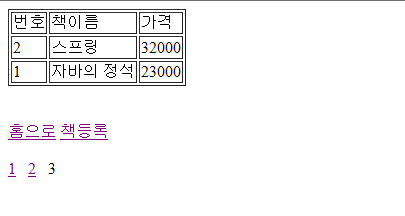 번호 책이름 가격
2 스프링 32000
1 자바의 정석 23000
홈으로 책등록
1 2 3